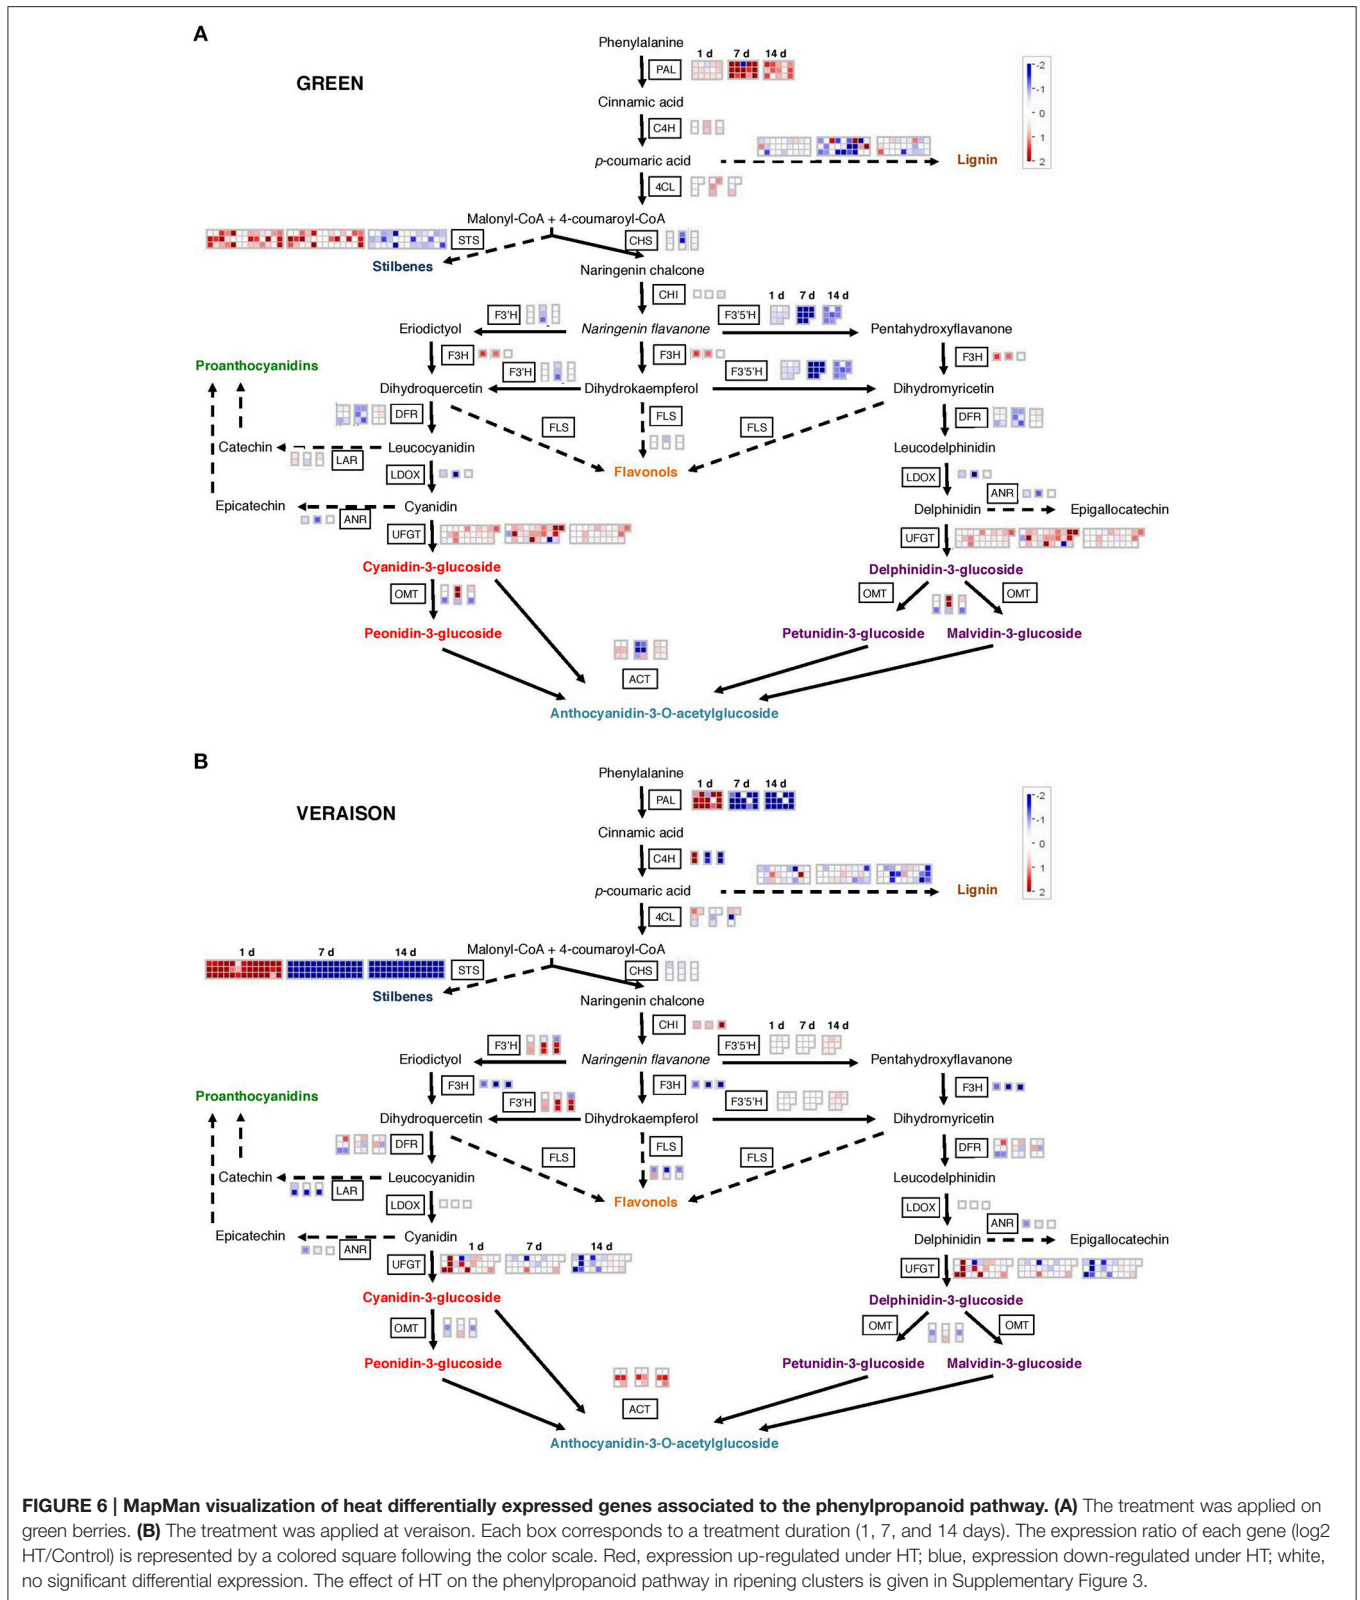 A
GREEN
Phenylalanine
1 d 7 d 14 d
PAL
-2
-1
0
1
2
Cinnamic acid
C4H
p-coumaric acid
Lignin
4CL
Malonyl-CoA + 4-coumaroyl-CoA
STS
CHS
Stilbenes
Naringenin chalcone
CHI
1 d 7 d 14 d
F3'H
F3'5'H
Eriodictyol
Naringenin flavanone
Pentahydroxyflavanone
F3H
F3H
F3H
Proanthocyanidins
F3'H
F3'5'H
Dihydroquercetin
Dihydrokaempferol
Dihydromyricetin
DFR
FLS
FLS
FLS
DFR
Catechin
Leucocyanidin
Leucodelphinidin
LAR
Flavonols
LDOX
LDOX
ANR
Epicatechin
Cyanidin
Delphinidin
Epigallocatechin
ANR
UFGT
UFGT
Cyanidin-3-glucoside
Delphinidin-3-glucoside
OMT
OMT
OMT
Peonidin-3-glucoside
Petunidin-3-glucoside
Malvidin-3-glucoside
ACT
Anthocyanidin-3-O-acetylglucoside
B
VERAISON
Phenylalanine
1 d 7 d 14 d
PAL
-2
-1
0
1
2
Cinnamic acid
C4H
p-coumaric acid
Lignin
4CL
1 d 7 d 14 d
Malonyl-CoA + 4-coumaroyl-CoA
STS
CHS
Stilbenes
Naringenin chalcone
CHI
1 d 7 d 14 d
F3'H
F3'5'H
Eriodictyol
Naringenin flavanone
Pentahydroxyflavanone
F3H
F3H
F3H
Proanthocyanidins
F3'H
F3'5'H
Dihydroquercetin
Dihydrokaempferol
Dihydromyricetin
DFR
FLS
FLS
FLS
DFR
Catechin
Leucocyanidin
Leucodelphinidin
LAR
Flavonols
LDOX
LDOX
ANR
Epicatechin
Cyanidin
Delphinidin
Epigallocatechin
ANR
1 d 7 d 14 d
UFGT
UFGT
Cyanidin-3-glucoside
Delphinidin-3-glucoside
OMT
OMT
OMT
Peonidin-3-glucoside
Petunidin-3-glucoside
Malvidin-3-glucoside
ACT
Anthocyanidin-3-O-acetylglucoside
FIGURE 6 | MapMan visualization of heat differentially expressed genes associated to the phenylpropanoid pathway. (A) The treatment was applied on
green berries. (B) The treatment was applied at veraison. Each box corresponds to a treatment duration (1, 7, and 14 days). The expression ratio of each gene (log2
HT/Control) is represented by a colored square following the color scale. Red, expression up-regulated under HT; blue, expression down-regulated under HT; white,
no significant differential expression. The effect of HT on the phenylpropanoid pathway in ripening clusters is given in Supplementary Figure 3.